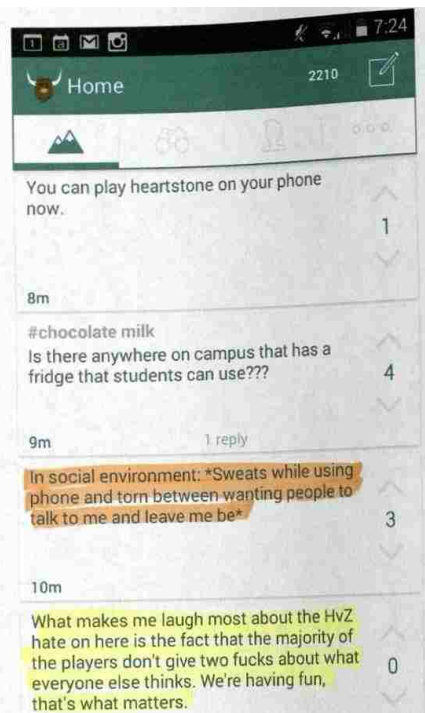 7:24
Home
2210
You can play heartstone on your phone
now.
1
8m
#chocolate milk
Is there anywhere on campus that has a
fridge that students can use???
4
9m
1 reply
In social environment: *Sweats while using
phone and torn between wanting people to
talk to me and leave me be*
3
10m
What makes me laugh most about the HvZ
hate on here is the fact that the majority of
the players don't give two fucks about what
everyone else thinks. We're having fun,
that's what matters.
0